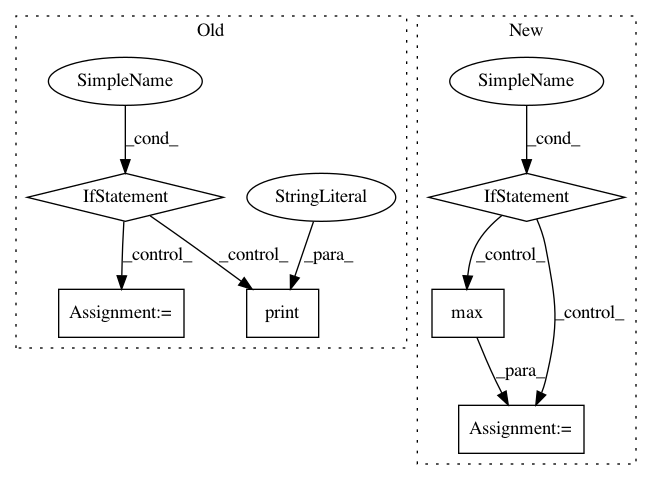 Old
SimpleName
_cond_
IfStatement
StringLiteral
_control_
_control_
_para_
Assignment:=
print
New
SimpleName
_cond_
IfStatement
_control_
_control_
max
_para_
Assignment:=